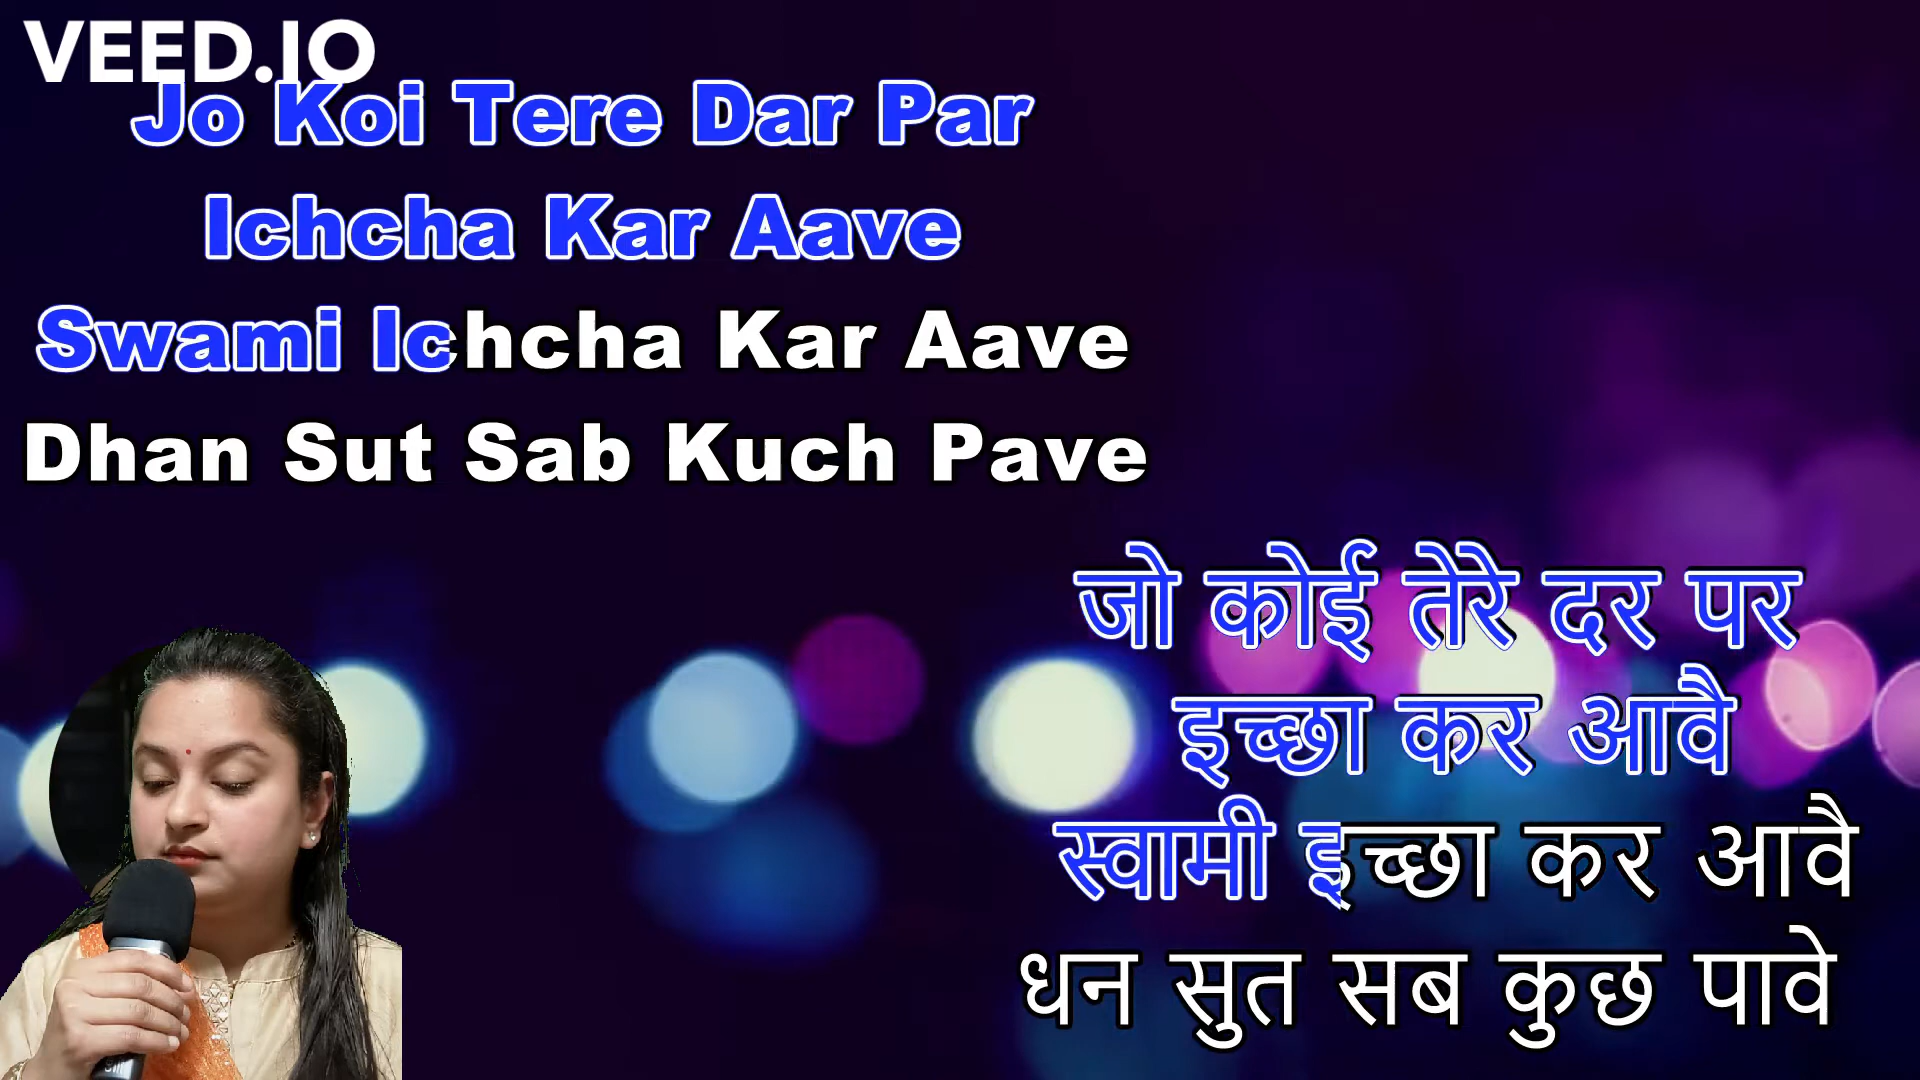 VEED.IO
Jo Koi Tere Dar Par
Ichcha Kar Aave
Swami Ichcha Kar Aave
Dhan Sut Sab Kuch Pave
जो कोई तेरे दर पर
इच्छा कर आवै
स्वामी इच्छा कर आवै
धन सुत सब कुछ पावे